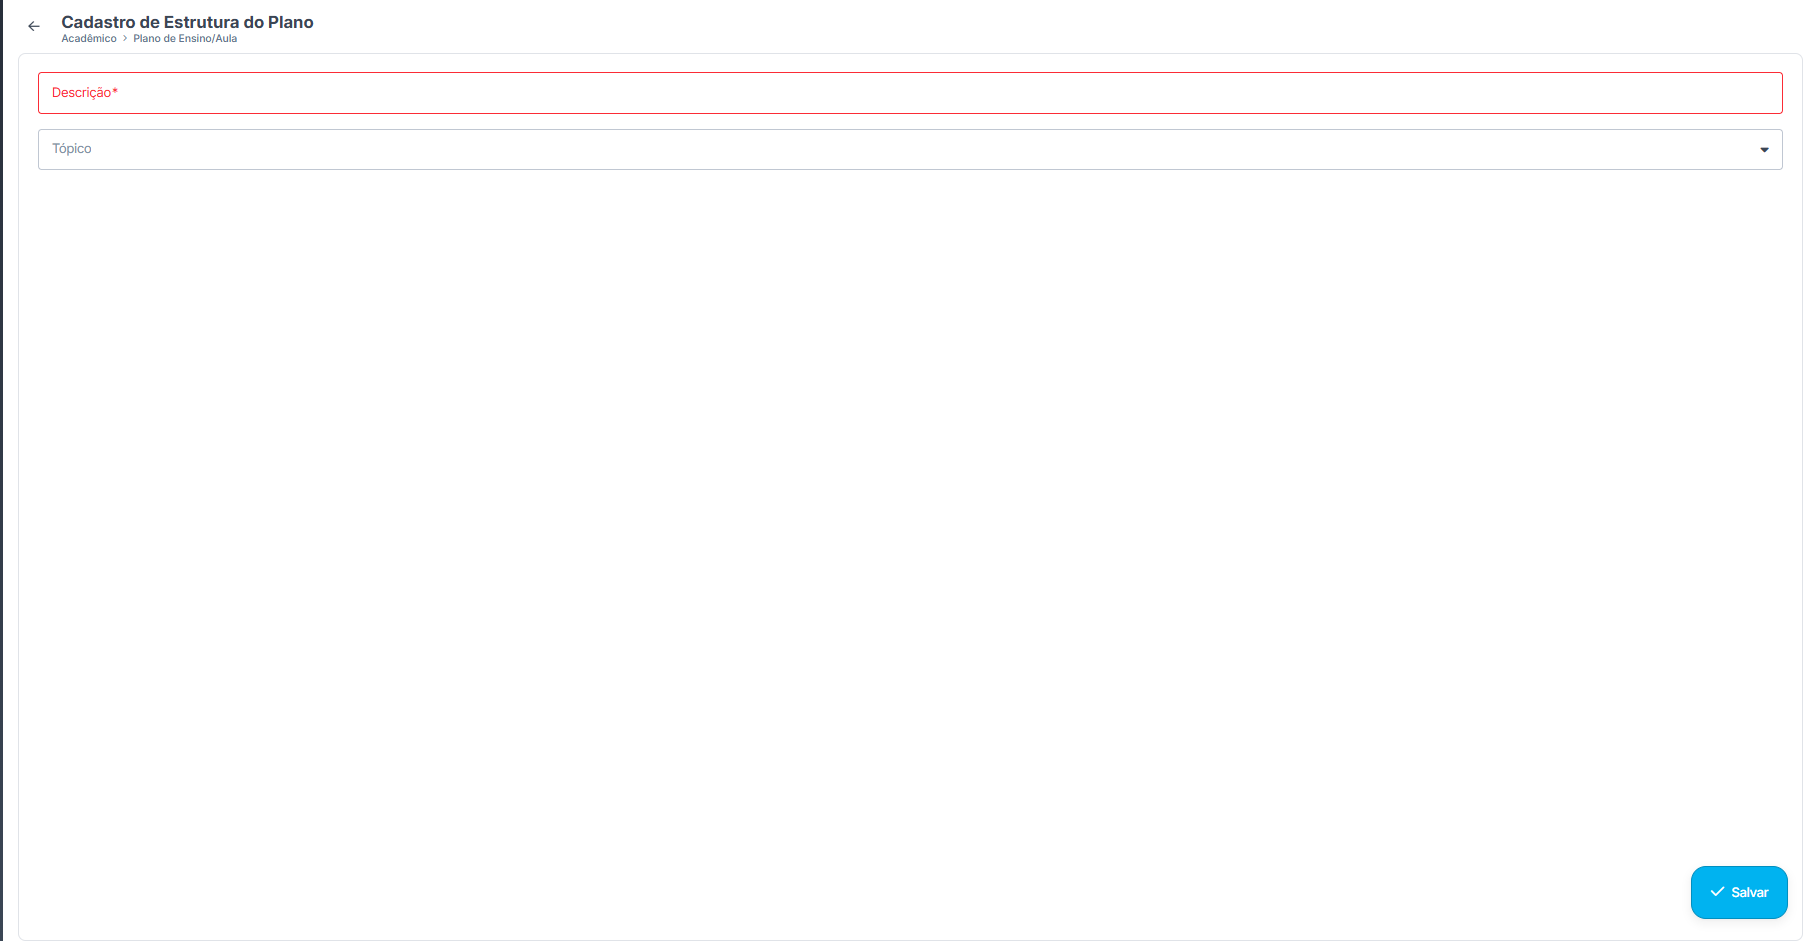 Cadastro de Estrutura do Plano
Acadêmico > Plano de Ensino/Aula
Descrição*
Tópico
Salvar